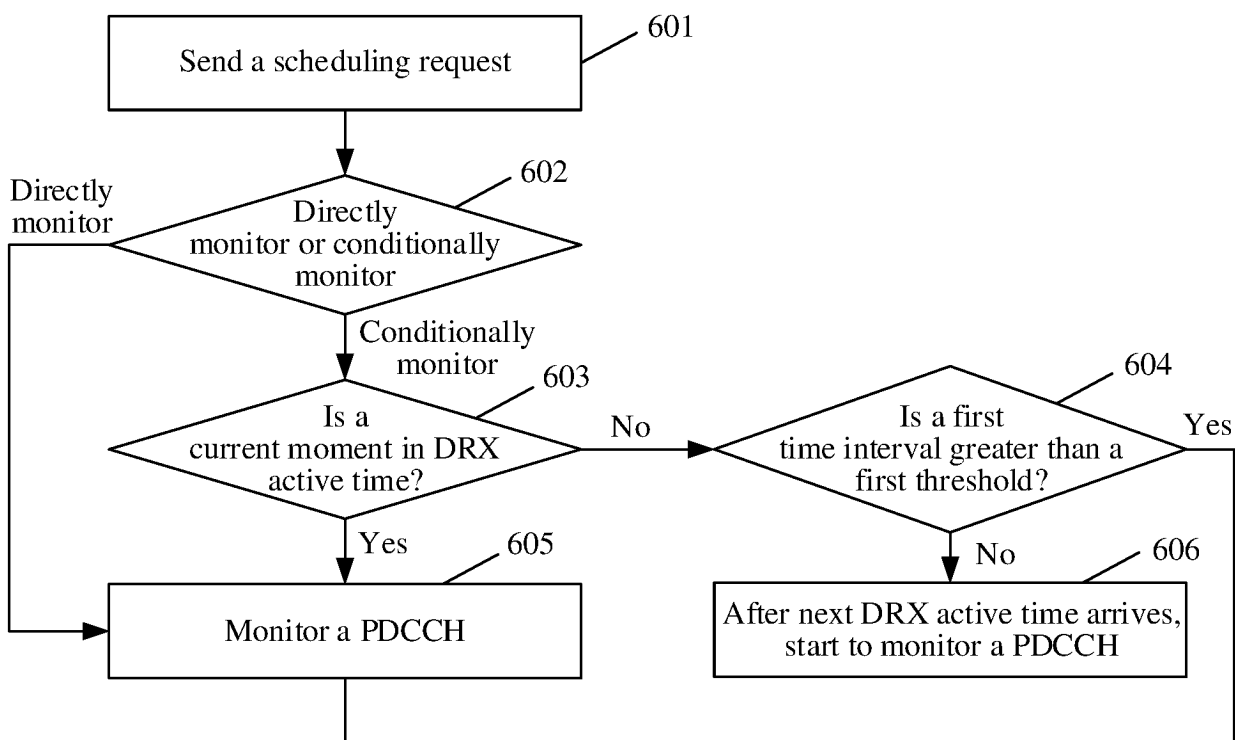 Send a scheduling request
601
602
Directly
monitor
Directly
monitor or conditionally
monitor
Conditionally
monitor
603
604
Is a
current moment in DRX
active time?
No
Is a first
time interval greater than a
first threshold?
Yes
Yes
605
No
606
Monitor a PDCCH
After next DRX active time arrives,
start to monitor a PDCCH